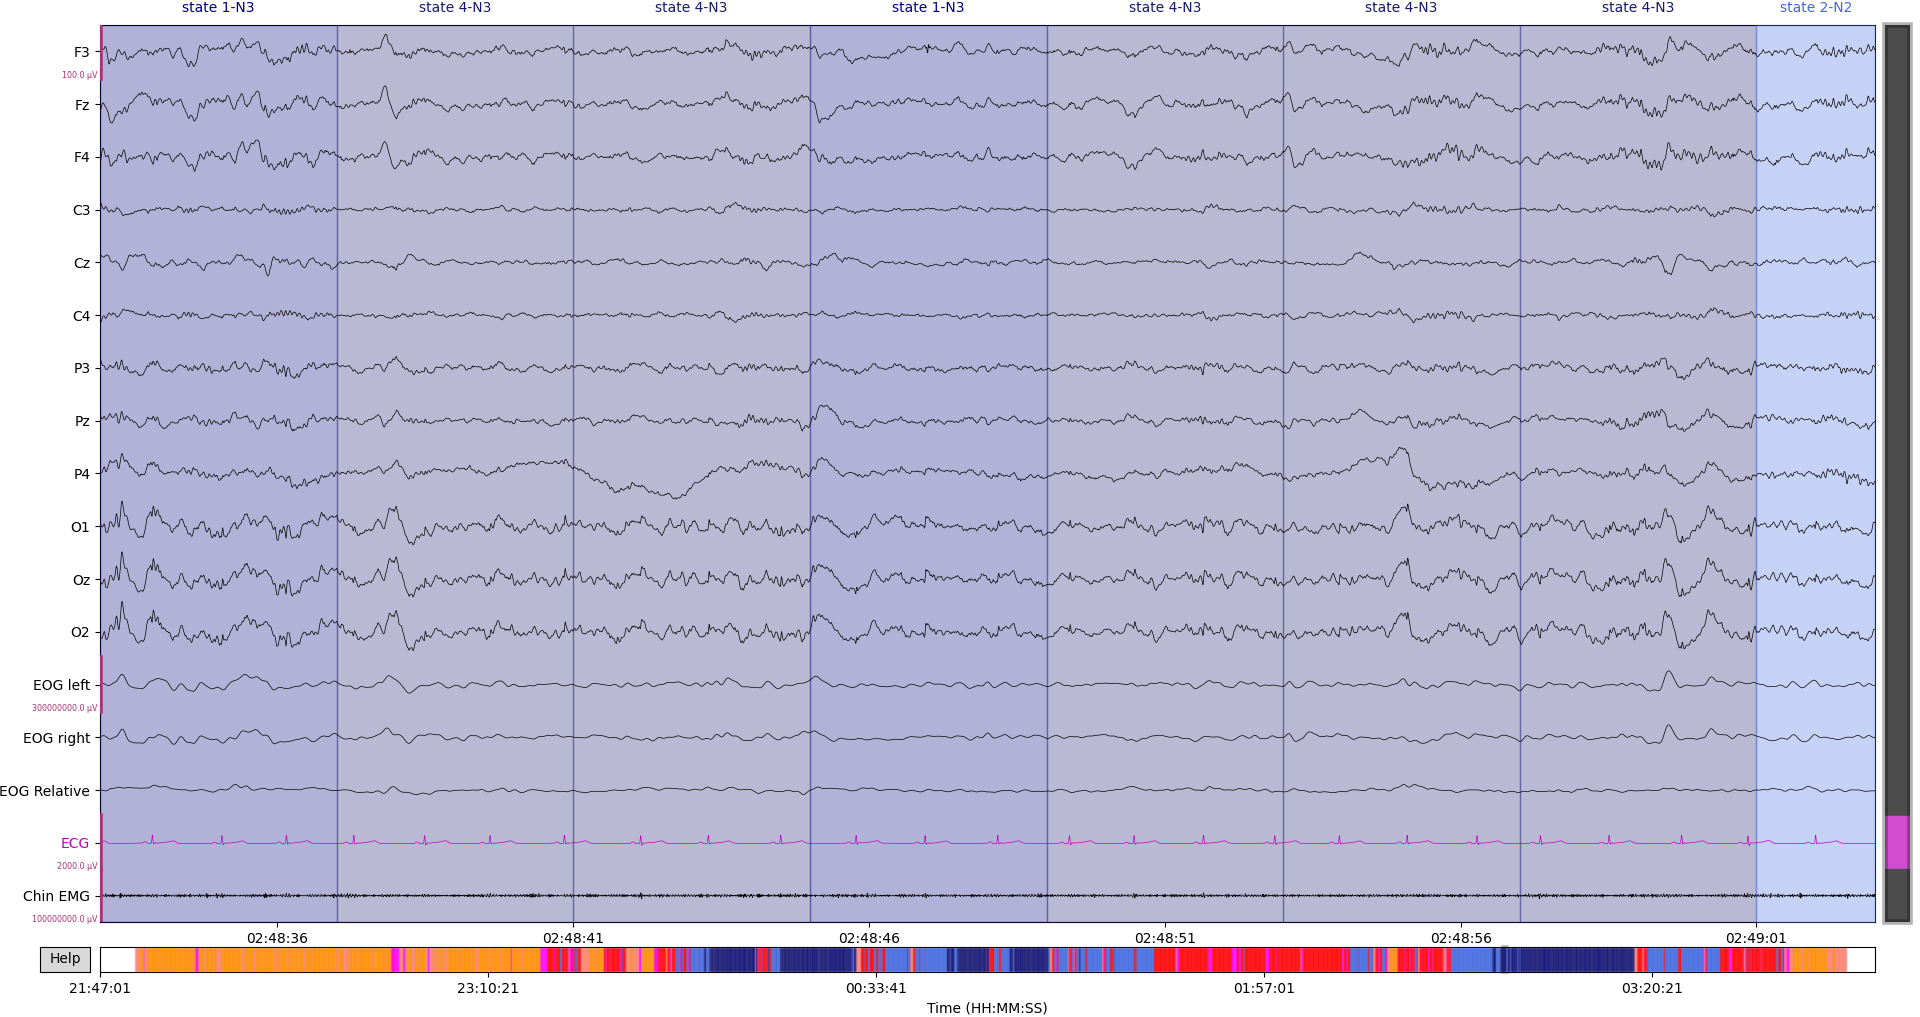 state 1-N3 state 4-N3 state 4-N3 state 1-N3 state 4-N3 state 4-N3 state 4-N3 state 2-N2
F3
100.0 µV
Fz
F4
C3
Cz
C4
P3
Pz
P4
O1
Oz
O2
EOG left
300000000.0 µV
EOG right
EOG Relative
ECG
2000.0 µV
Chin EMG
100000000.0 µV
02:48:36 02:48:41 02:48:46 02:48:51 02:48:56 02:49:01
Help
21:47:01 23:10:21 00:33:41 01:57:01 03:20:21
Time (HH:MM:SS)